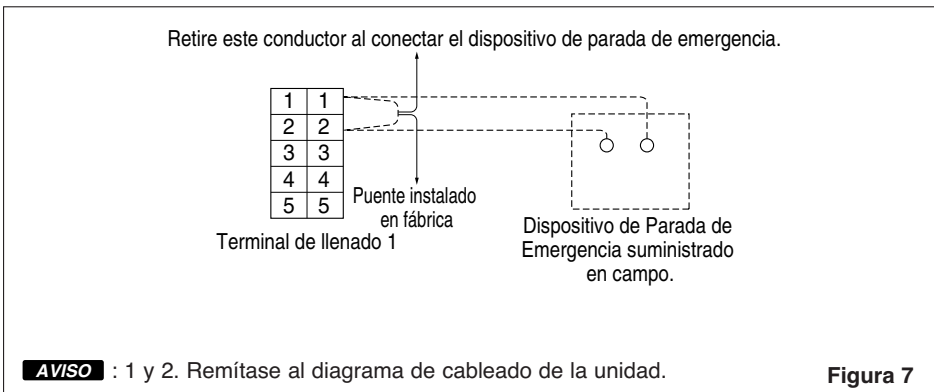 Retire este conductor al conectar el dispositivo de parada de emergencia.
1 1
2 2
3 3
4 4
5 5
Puente instalado
en fábrica
Terminal de llenado 1
Dispositivo de Parada de
Emergencia suministrado
en campo.
AVISO : 1 y 2. Remítase al diagrama de cableado de la unidad.
Figura 7